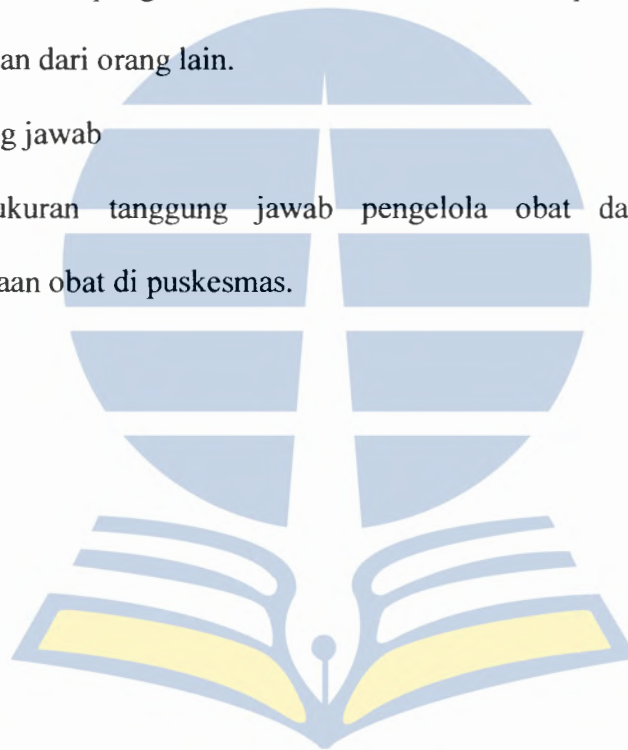 an dari orang lain.
g jawab
ukuran tanggung jawab pengelola obat da
aan obat di puskesmas.